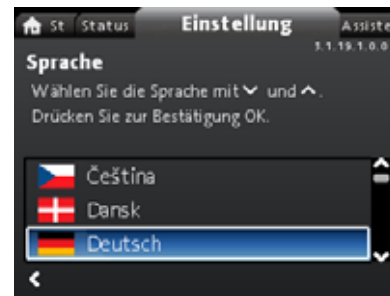 St Status Einstellung Assiste
3.1.19.1.0.0
Sprache
Wählen Sie die Sprache mit und .
Drücken Sie zur Bestätigung OK.
Čeština
Dansk
Deutsch